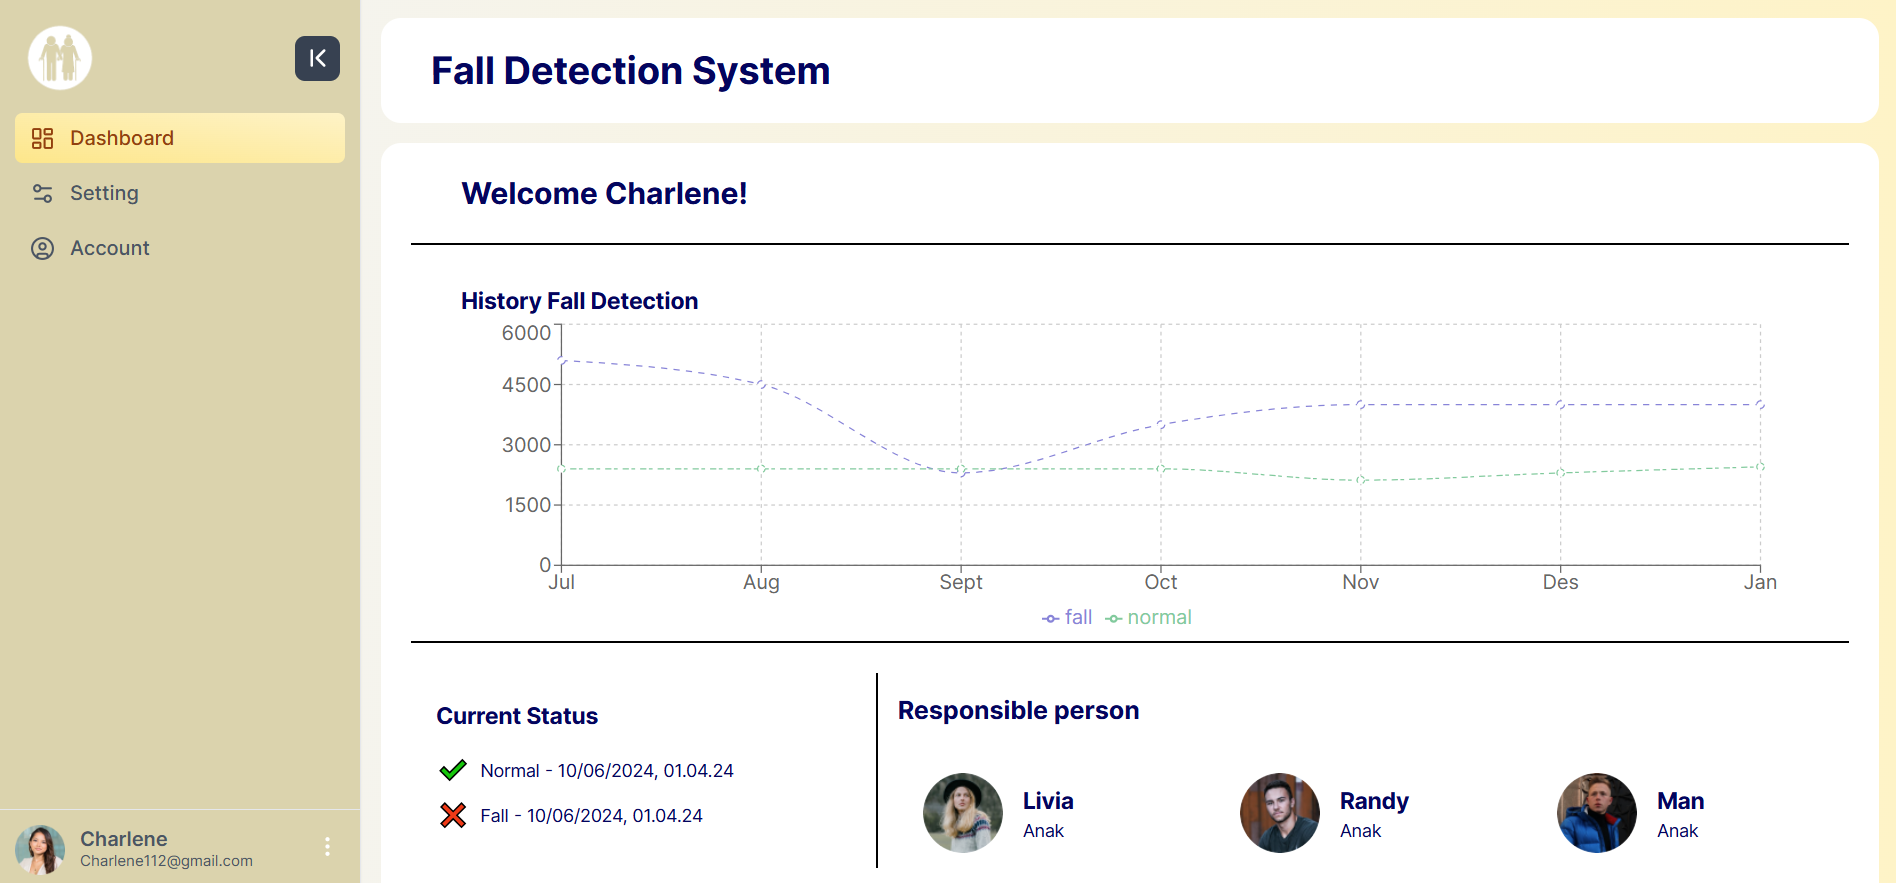 Dashboard
Setting
Account
Charlene
Charlene112@gmail.com
Fall Detection System
Welcome Charlene!
History Fall Detection
6000
4500
3000
1500
0
Jul Aug Sept Oct Nov Des Jan
fall normal
Current Status
Normal - 10/06/2024, 01.04.24
Fall - 10/06/2024, 01.04.24
Responsible person
Livia
Anak
Randy
Anak
Man
Anak